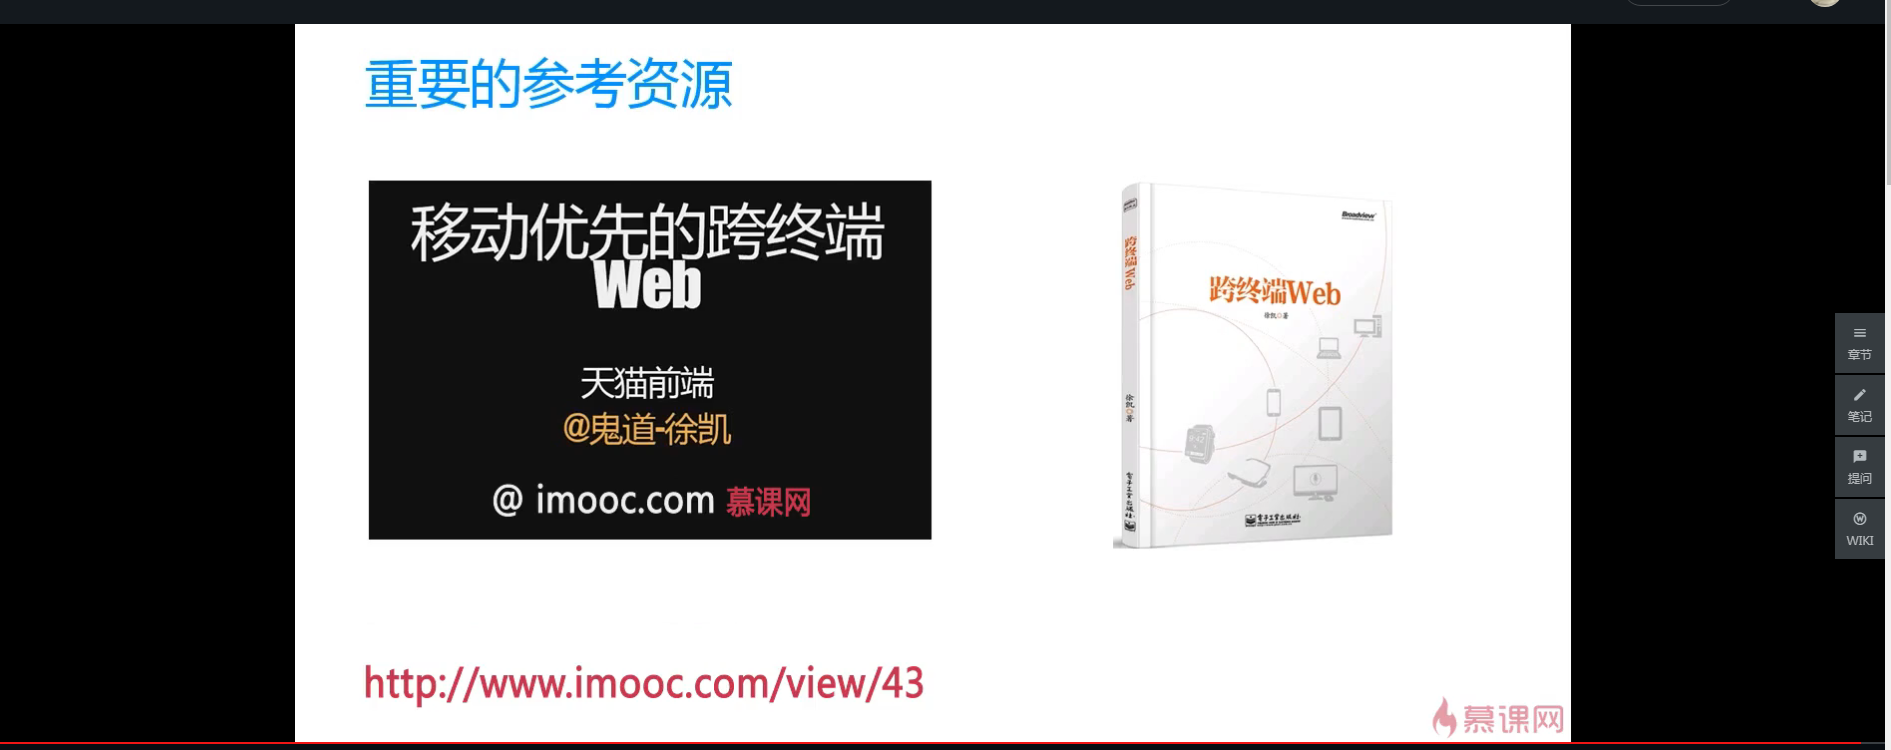 重要的参考资源
移动优先的跨终端
Web
天猫前端
@鬼道-徐凯
@ imooc.com 慕课网
Broadview
跨终端Web
徐凯◎著
电子工业出版社
跨终端Web
徐凯◎著
电子工业出版社
http://www.imooc.com/view/43
慕课网
章节
笔记
提问
WIKI